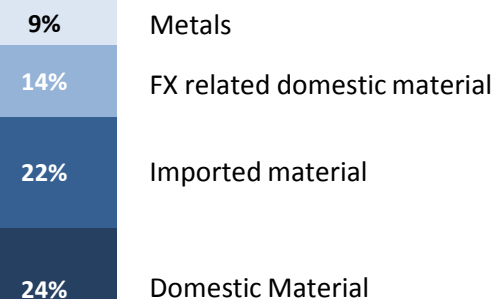 9% Metals
14% FX related domestic material
22% Imported material
24% Domestic Material